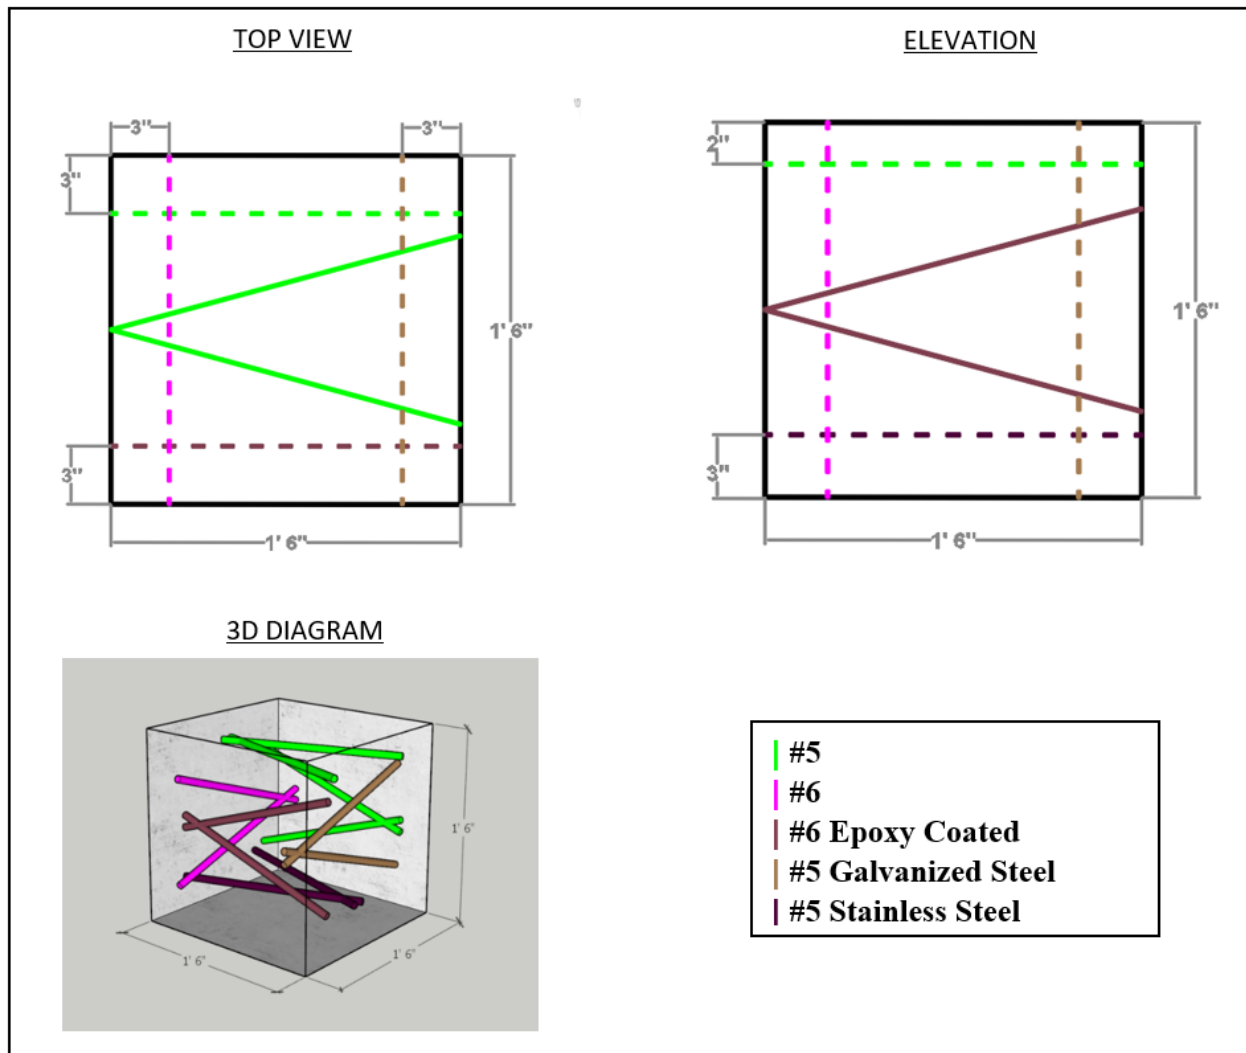 TOP VIEW
ELEVATION
3"
3"
3"
3"
1' 6"
1' 6"
2"
3"
1' 6"
1' 6"
3D DIAGRAM
1' 6"
1' 6"
1' 6"
#5
#6
#6 Epoxy Coated
#5 Galvanized Steel
#5 Stainless Steel